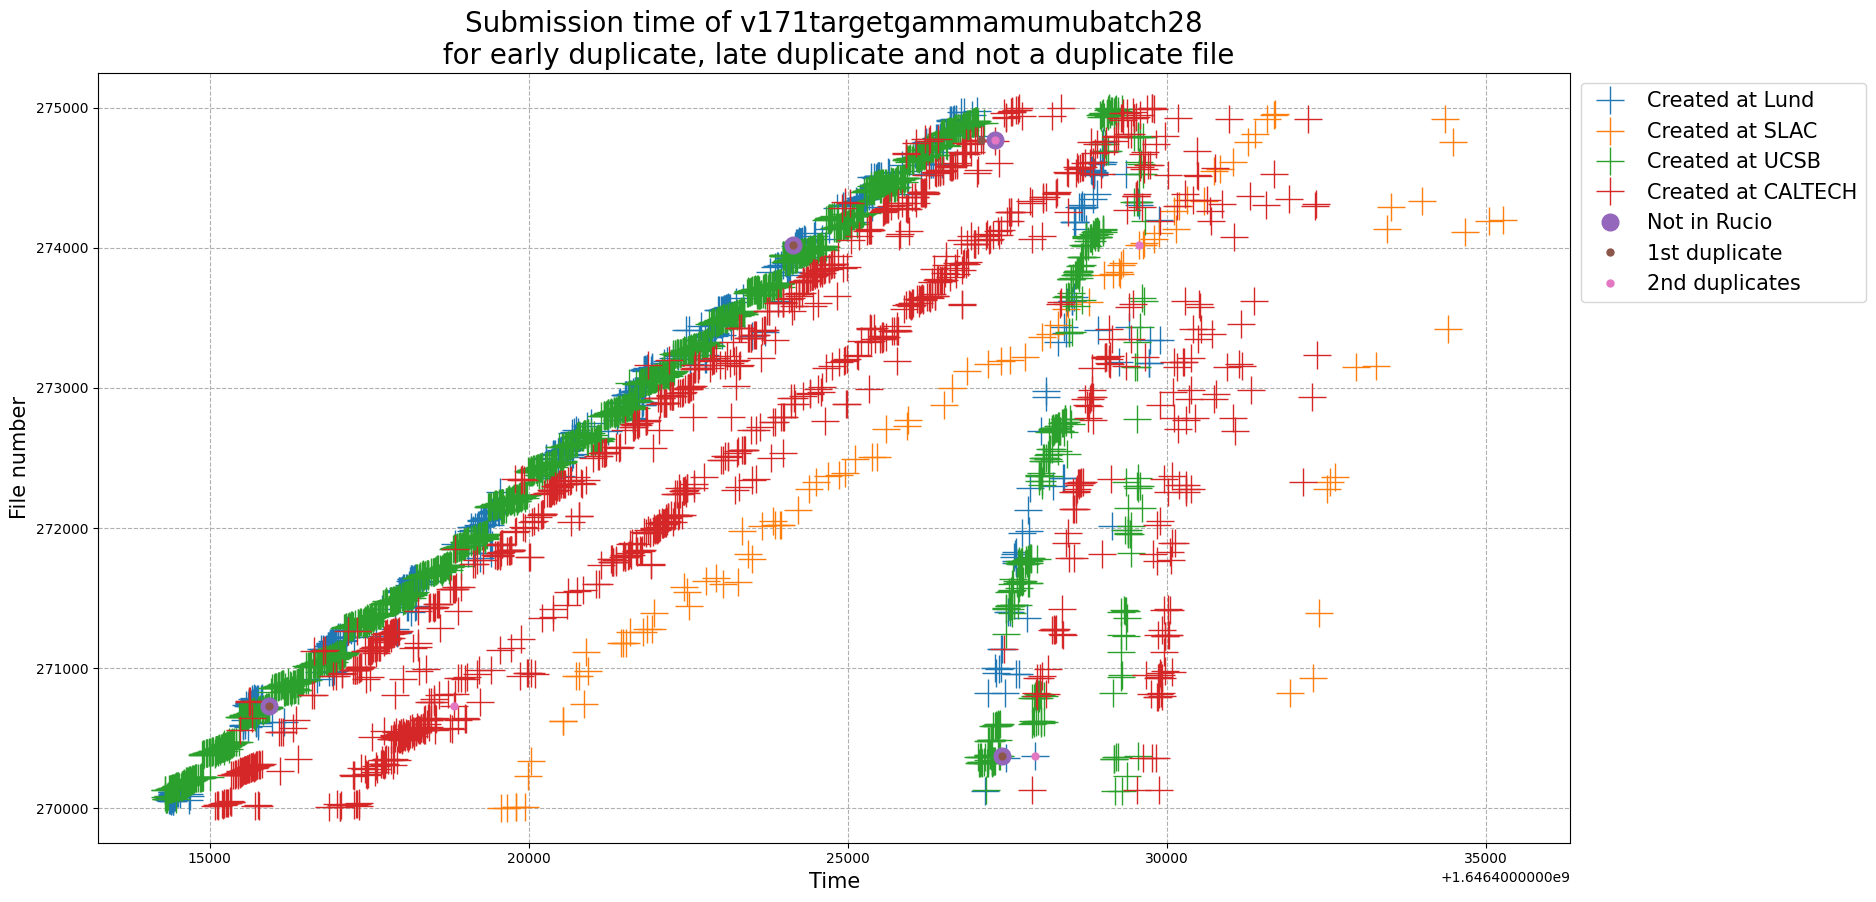 Submission time of v171targetgammamumubatch28
for early duplicate, late duplicate and not a duplicate file
File number
275000
274000
273000
272000
271000
270000
15000
20000
25000
30000
35000
Time
+1.6464000000e9
Created at Lund
Created at SLAC
Created at UCSB
Created at CALTECH
Not in Rucio
1st duplicate
2nd duplicates